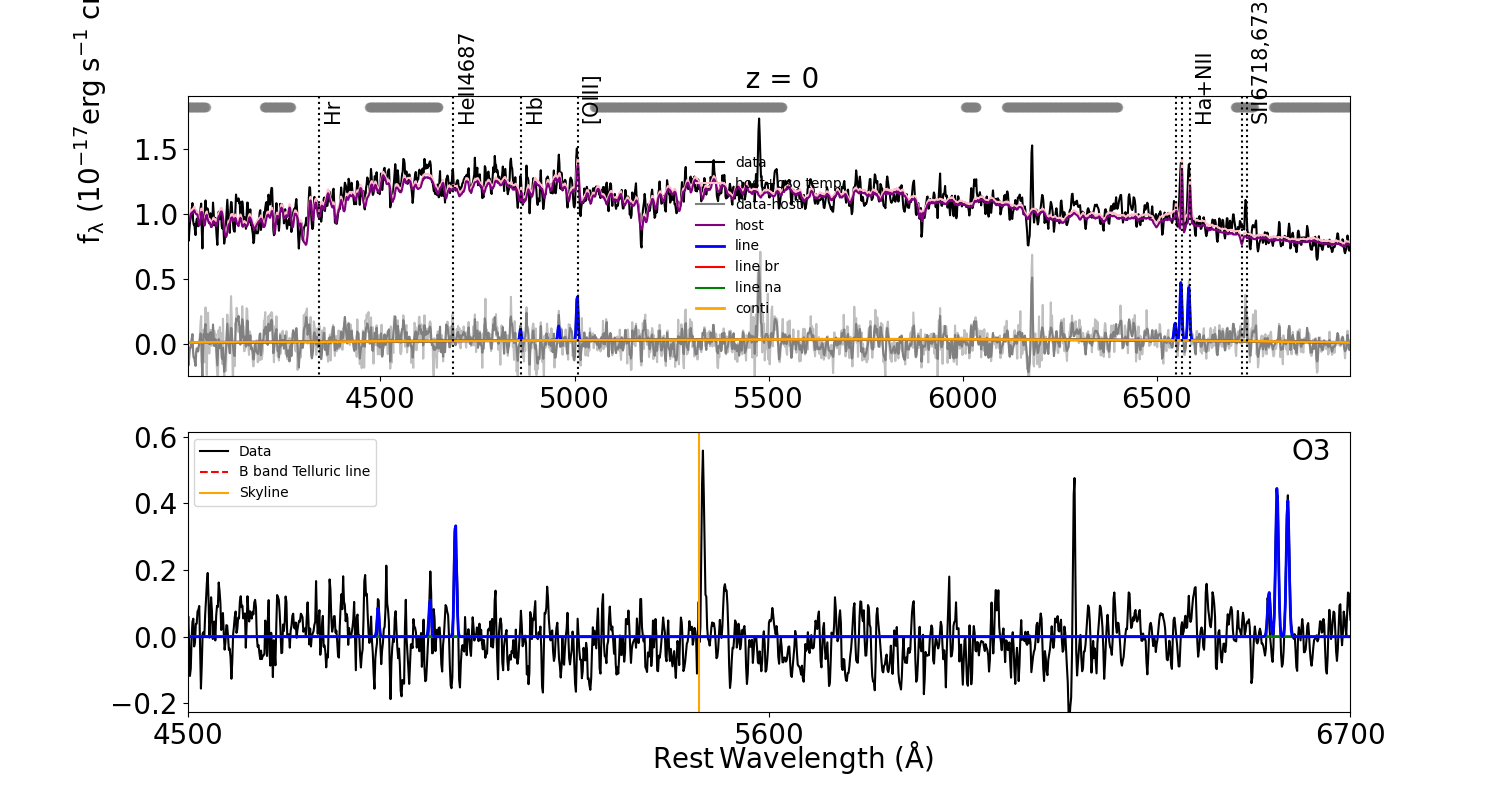 z = 0
f_λ (10^−17 erg s^−1 c
Hr
HeII4687
Hb
[OIII]
Ha+NII
SII6718,673
1.5
1.0
0.5
0.0
data
data-host
host
line
line br
line na
conti
4500 5000 5500 6000 6500
O3
Data
B band Telluric line
Skyline
0.6
0.4
0.2
0.0
−0.2
4500 5600 6700
Rest Wavelength (Å)